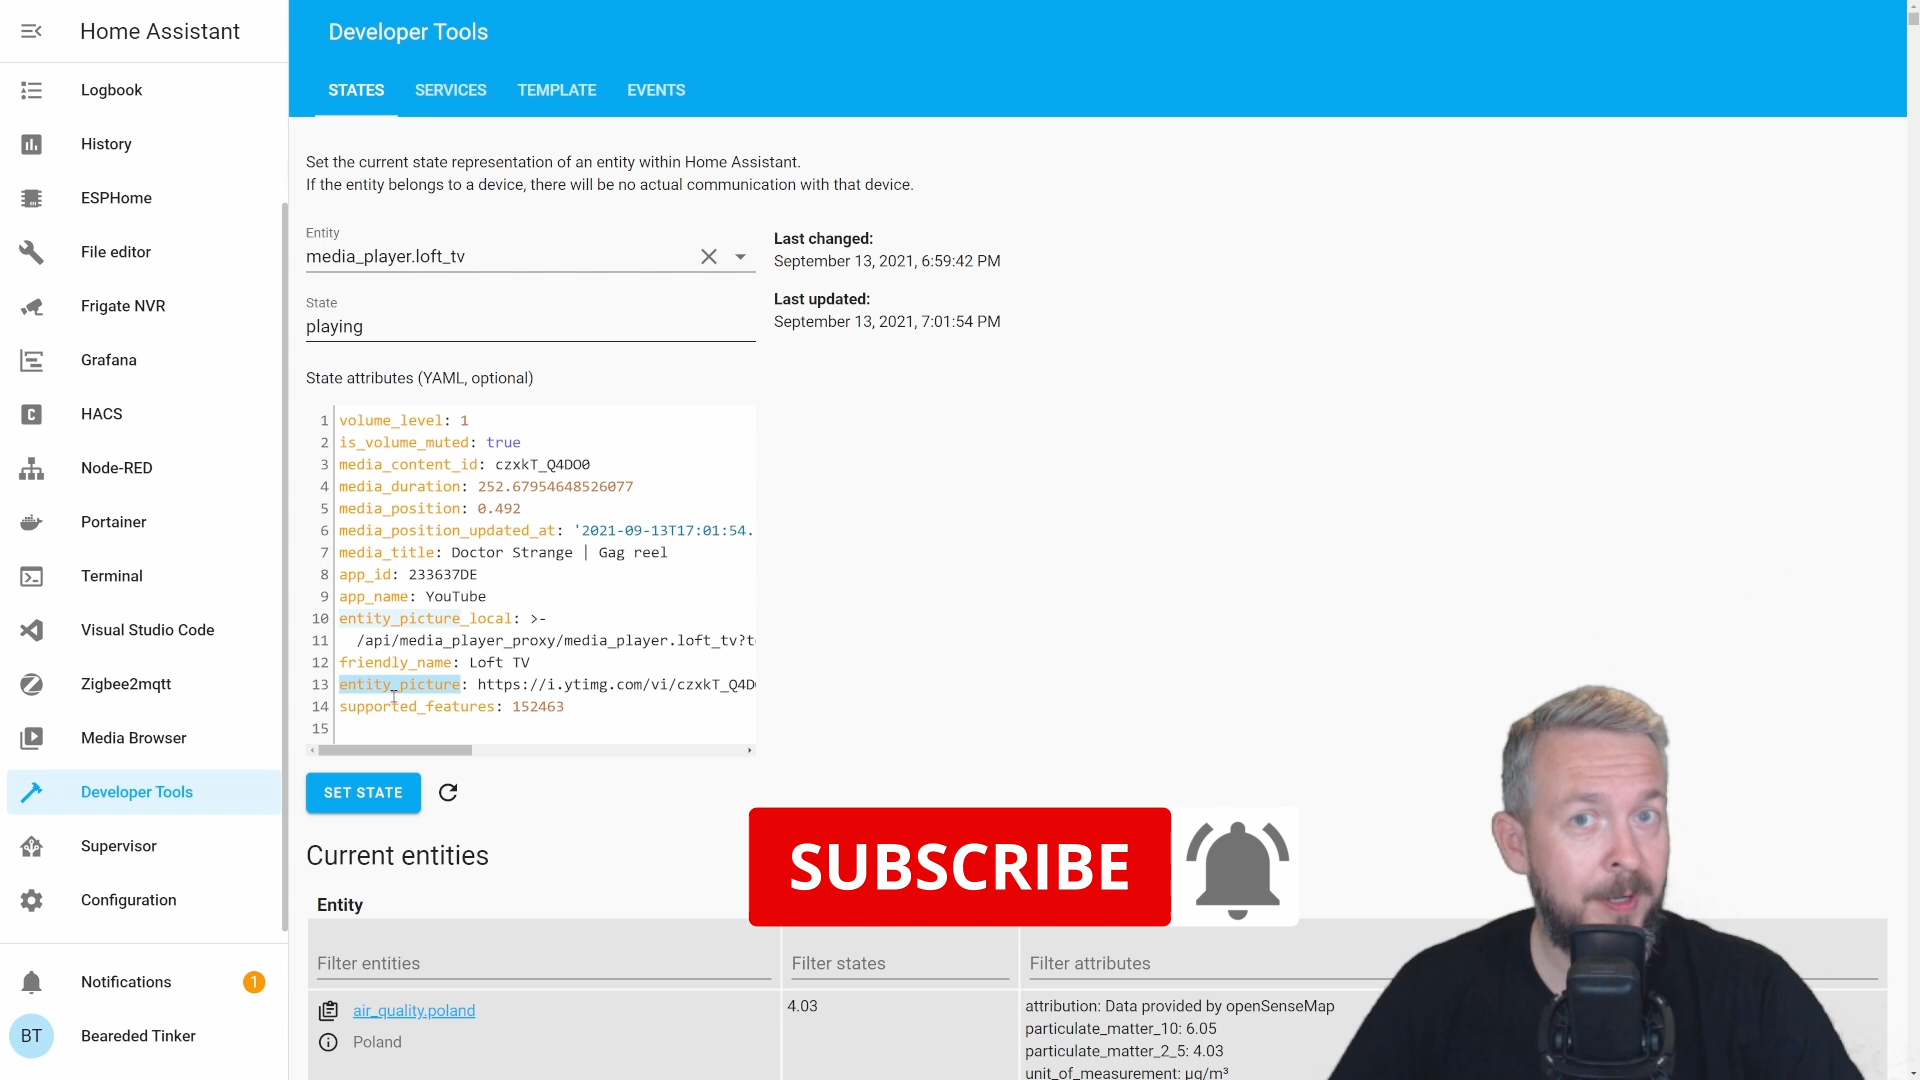 Home Assistant
Logbook
History
ESPHome
File editor
Frigate NVR
Grafana
HACS
Node-RED
Portainer
Terminal
Visual Studio Code
Zigbee2mqtt
Media Browser
Developer Tools
Supervisor
Configuration
Notifications 1
BT Beareded Tinker
Developer Tools
STATES SERVICES TEMPLATE EVENTS
Set the current state representation of an entity within Home Assistant.
If the entity belongs to a device, there will be no actual communication with that device.
Entity
media_player.loft_tv
State
playing
Last changed:
September 13, 2021, 6:59:42 PM
Last updated:
September 13, 2021, 7:01:54 PM
State attributes (YAML, optional)
1 volume_level: 1
2 is_volume_muted: true
3 media_content_id: czxkT_Q4DO0
4 media_duration: 252.67954648526077
5 media_position: 0.492
6 media_position_updated_at: '2021-09-13T17:01:54.
7 media_title: Doctor Strange | Gag reel
8 app_id: 233637DE
9 app_name: YouTube
10 entity_picture_local: >-
11 /api/media_player_proxy/media_player.loft_tv?t
12 friendly_name: Loft TV
13 entity_picture: https://i.ytimg.com/vi/czxkT_Q4D
14 supported_features: 152463
15
SET STATE
SUBSCRIBE
Current entities
Entity
Filter entities Filter states Filter attributes
air_quality.poland 4.03 attribution: Data provided by openSenseMap
particulate_matter_10: 6.05
Poland
particulate_matter_2_5: 4.03
unit_of_measurement: µg/m³